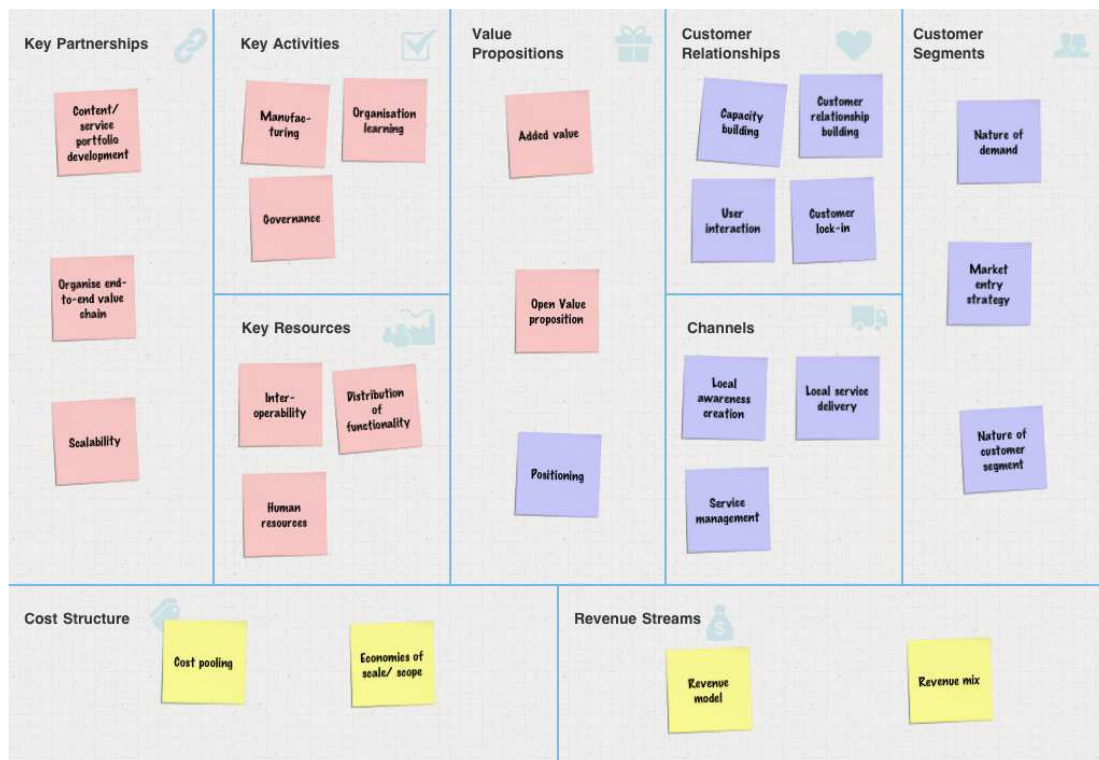 Key Partnerships
Content/
service
portfolio
development
Organise end-
to-end value
chain
Scalability
Key Activities
Manufac-
turing
Organisation
learning
Governance
Key Resources
Inter-
operability
Distribution
of
functionality
Human
resources
Value
Propositions
Added value
Open Value
proposition
Positioning
Customer
Relationships
Capacity
building
Customer
relationship
building
User
interaction
Customer
lock-in
Channels
Local
awareness
creation
Local service
delivery
Service
management
Customer
Segments
Nature of
demand
Market
entry
strategy
Nature of
customer
segment
Cost Structure
Cost pooling
Economies of
scale/ scope
Revenue Streams
$
Revenue
model
Revenue mix